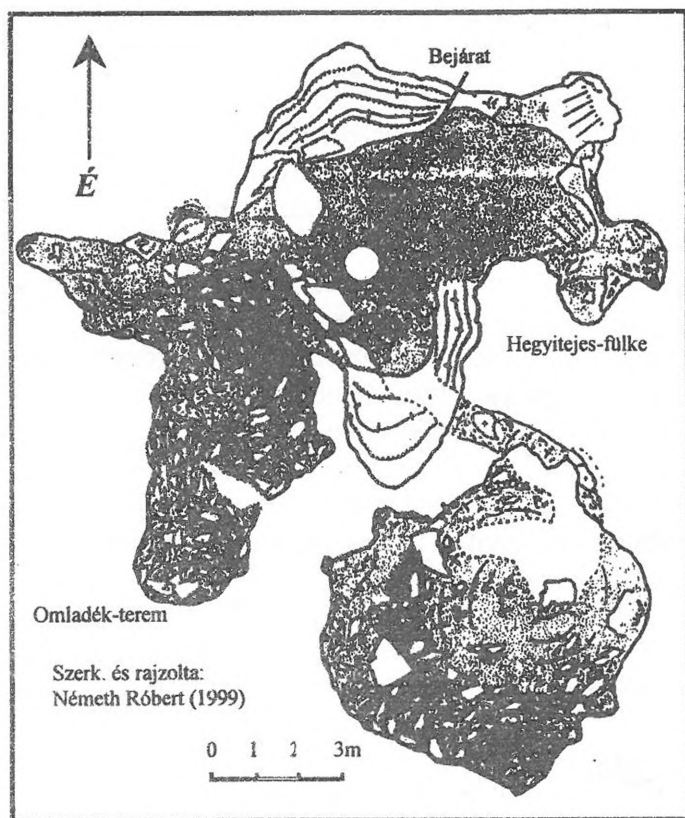 Bejárat
É
Hegyitejes-fülke
Omladék-terem
Szerk. és rajzolta:
Németh Róbert (1999)
0 1 2 3m